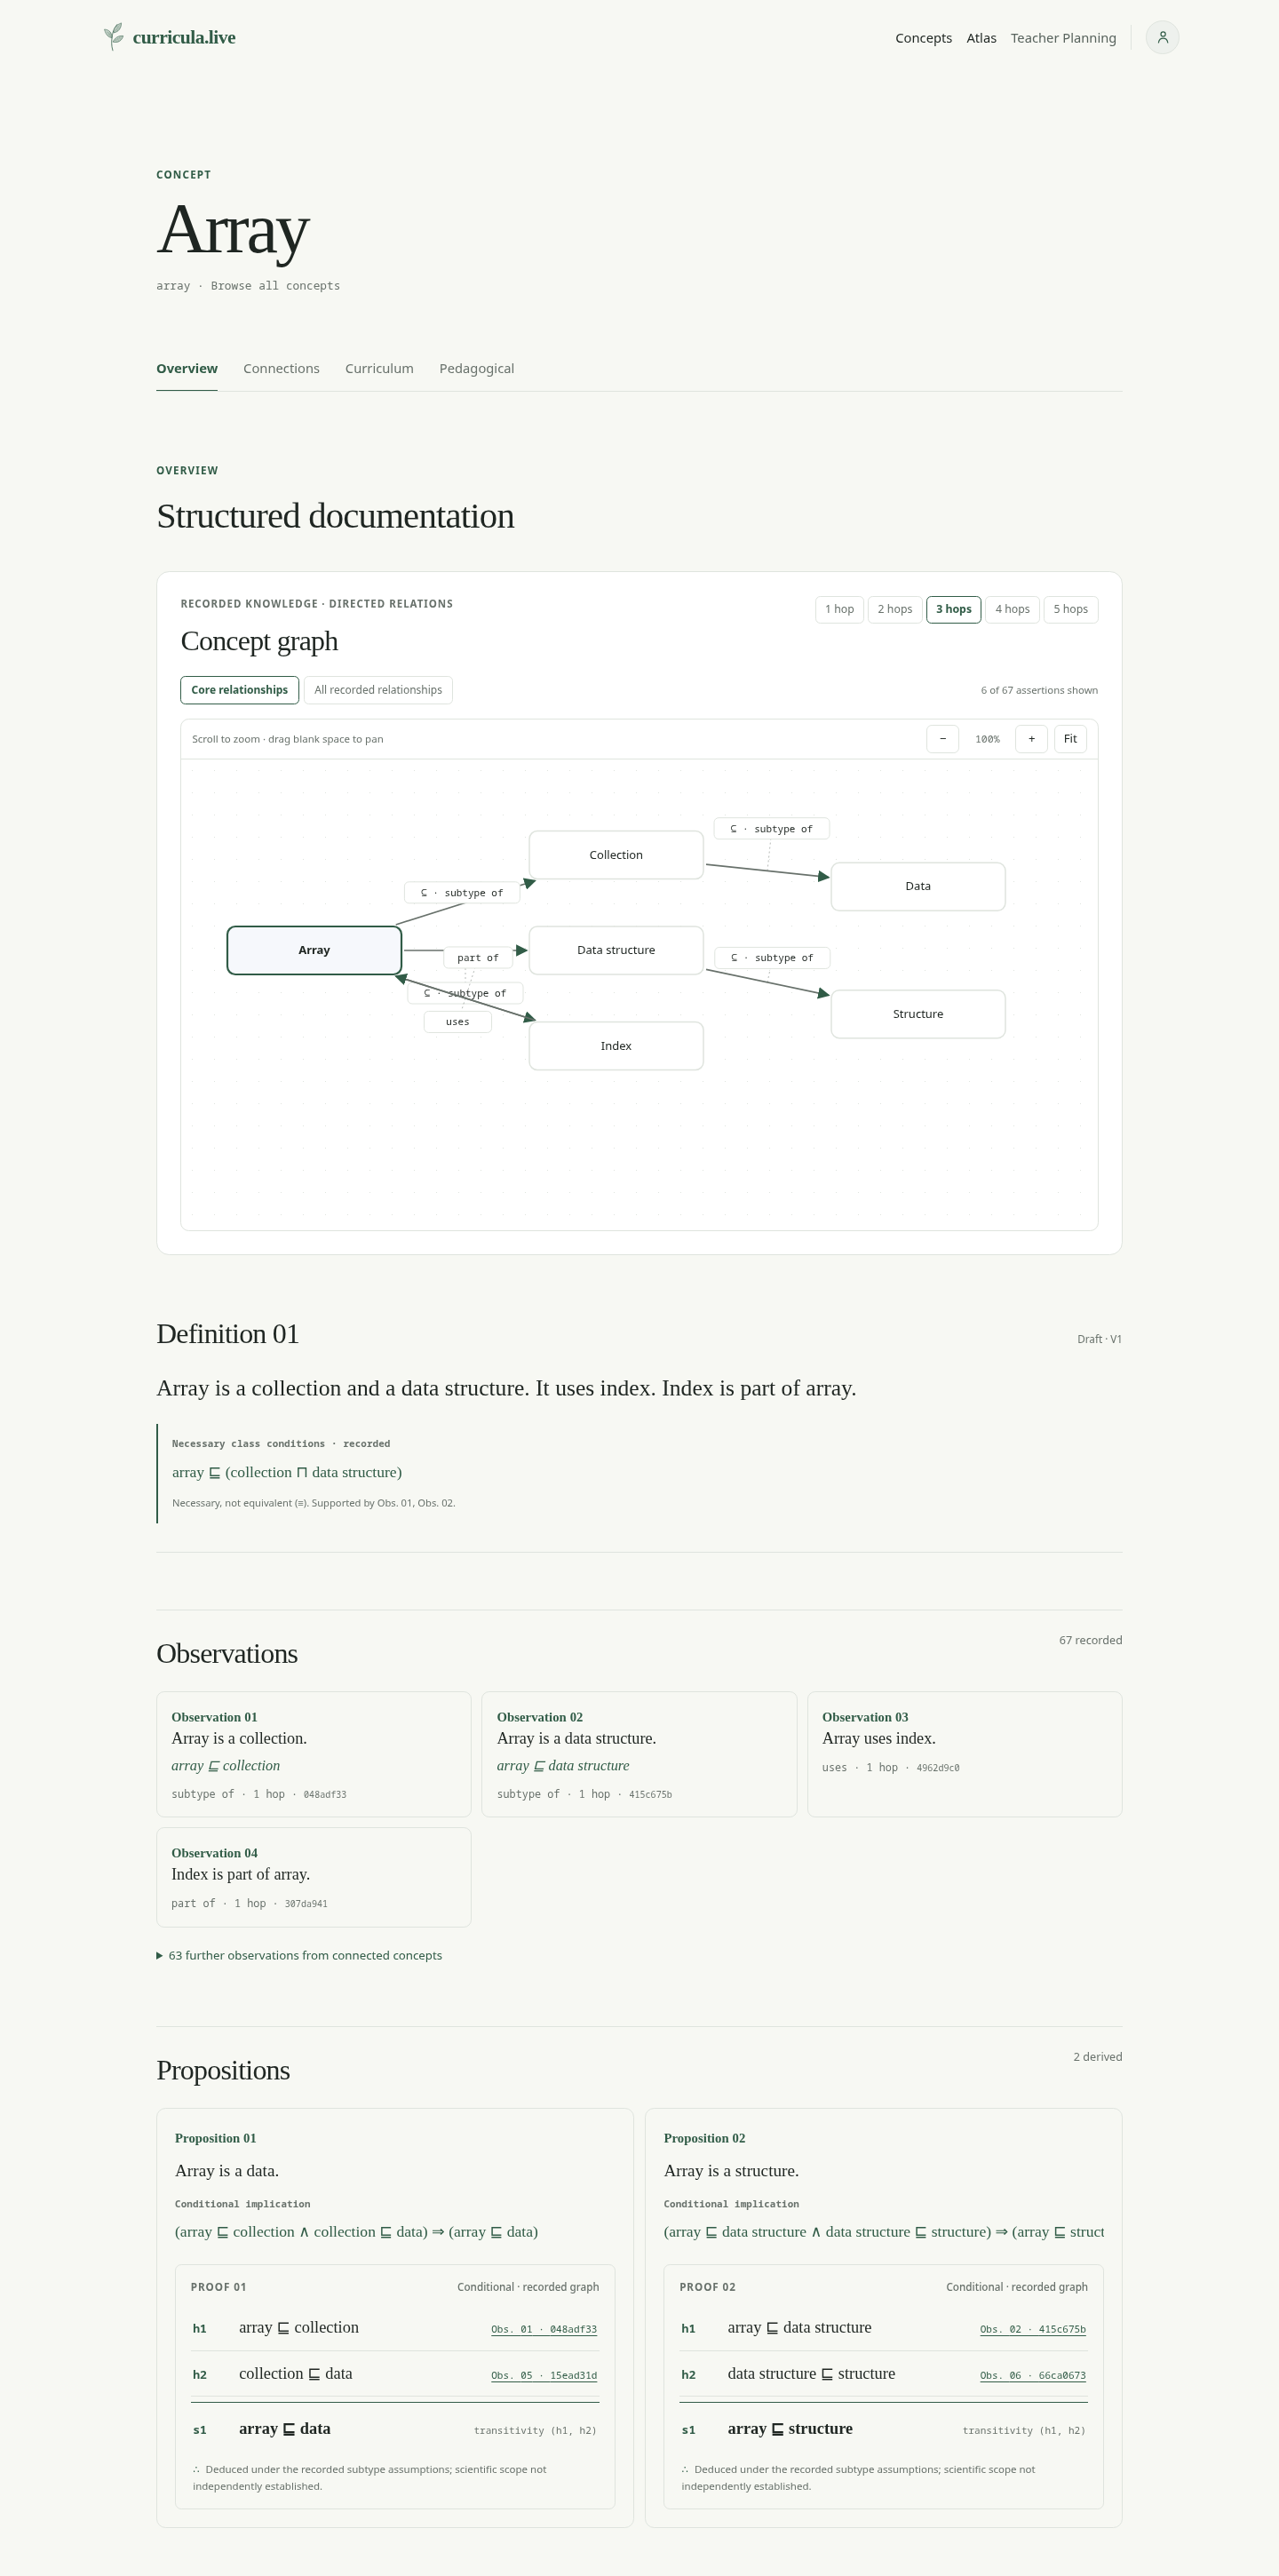 curricula.live
Concepts Atlas Teacher Planning
CONCEPT
Array
array · Browse all concepts
Overview Connections Curriculum Pedagogical
OVERVIEW
Structured documentation
RECORDED KNOWLEDGE · DIRECTED RELATIONS
1 hop 2 hops 3 hops 4 hops 5 hops
Concept graph
Core relationships All recorded relationships
6 of 67 assertions shown
Scroll to zoom · drag blank space to pan
− 100% + Fit
⊆ · subtype of
Collection
Data
⊆ · subtype of
Array
part of
Data structure
⊆ · subtype of
⊆ · subtype of
uses
Structure
Index
Definition 01
Draft · V1
Array is a collection and a data structure. It uses index. Index is part of array.
Necessary class conditions · recorded
array ⊑ (collection ⊓ data structure)
Necessary, not equivalent (≡). Supported by Obs. 01, Obs. 02.
Observations
67 recorded
Observation 01
Array is a collection.
array ⊑ collection
subtype of · 1 hop · 048adf33
Observation 02
Array is a data structure.
array ⊑ data structure
subtype of · 1 hop · 415c675b
Observation 03
Array uses index.
uses · 1 hop · 4962d9c0
Observation 04
Index is part of array.
part of · 1 hop · 307da941
▶ 63 further observations from connected concepts
Propositions
2 derived
Proposition 01
Array is a data.
Conditional implication
(array ⊑ collection ∧ collection ⊑ data) ⇒ (array ⊑ data)
PROOF 01 Conditional · recorded graph
h1 array ⊑ collection Obs. 01 · 048adf33
h2 collection ⊑ data Obs. 05 · 15ead31d
s1 array ⊑ data transitivity (h1, h2)
∴ Deduced under the recorded subtype assumptions; scientific scope not
independently established.
Proposition 02
Array is a structure.
Conditional implication
(array ⊑ data structure ∧ data structure ⊑ structure) ⇒ (array ⊑ struct
PROOF 02 Conditional · recorded graph
h1 array ⊑ data structure Obs. 02 · 415c675b
h2 data structure ⊑ structure Obs. 06 · 66ca0673
s1 array ⊑ structure transitivity (h1, h2)
∴ Deduced under the recorded subtype assumptions; scientific scope not
independently established.